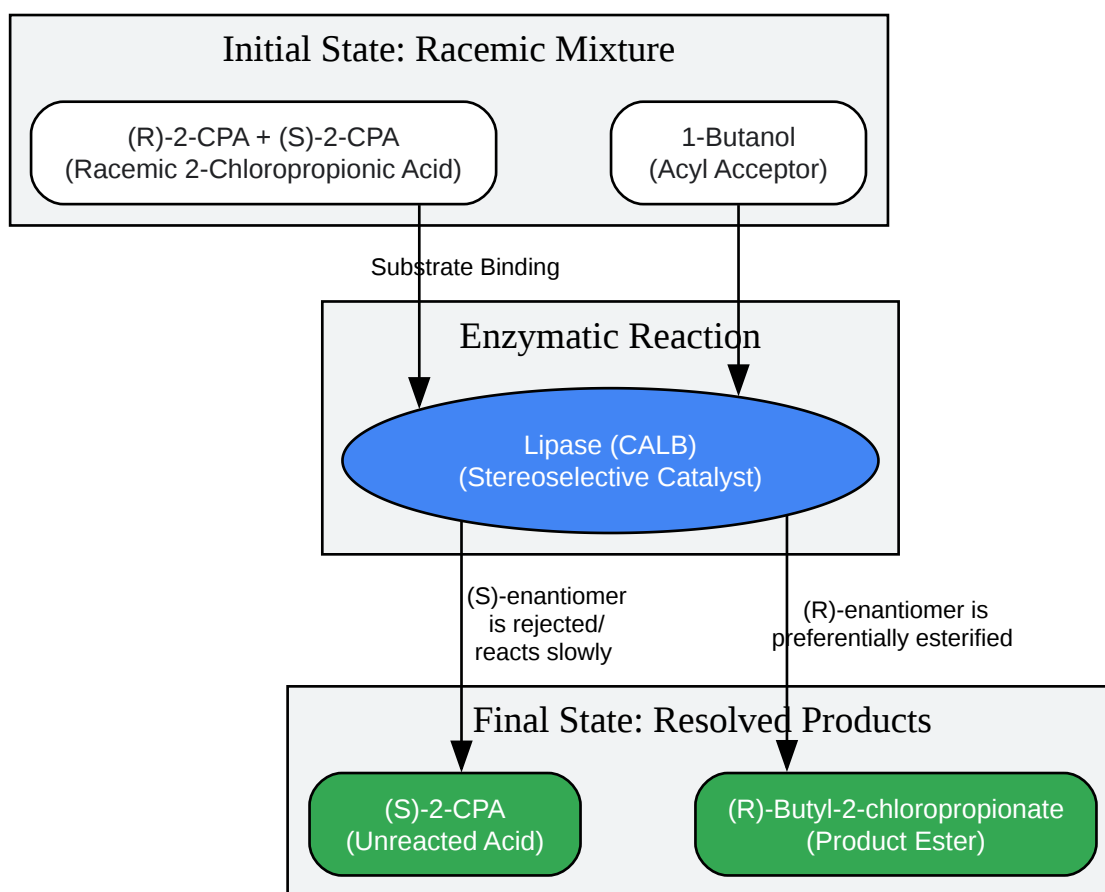 Initial State: Racemic Mixture
(R)-2-CPA + (S)-2-CPA
(Racemic 2-Chloropropionic Acid)
1-Butanol
(Acyl Acceptor)
Substrate Binding
Enzymatic Reaction
Lipase (CALB)
(Stereoselective Catalyst)
(S)-enantiomer
is rejected/
reacts slowly
(R)-enantiomer is
preferentially esterified
Final State: Resolved Products
(S)-2-CPA
(Unreacted Acid)
(R)-Butyl-2-chloropropionate
(Product Ester)